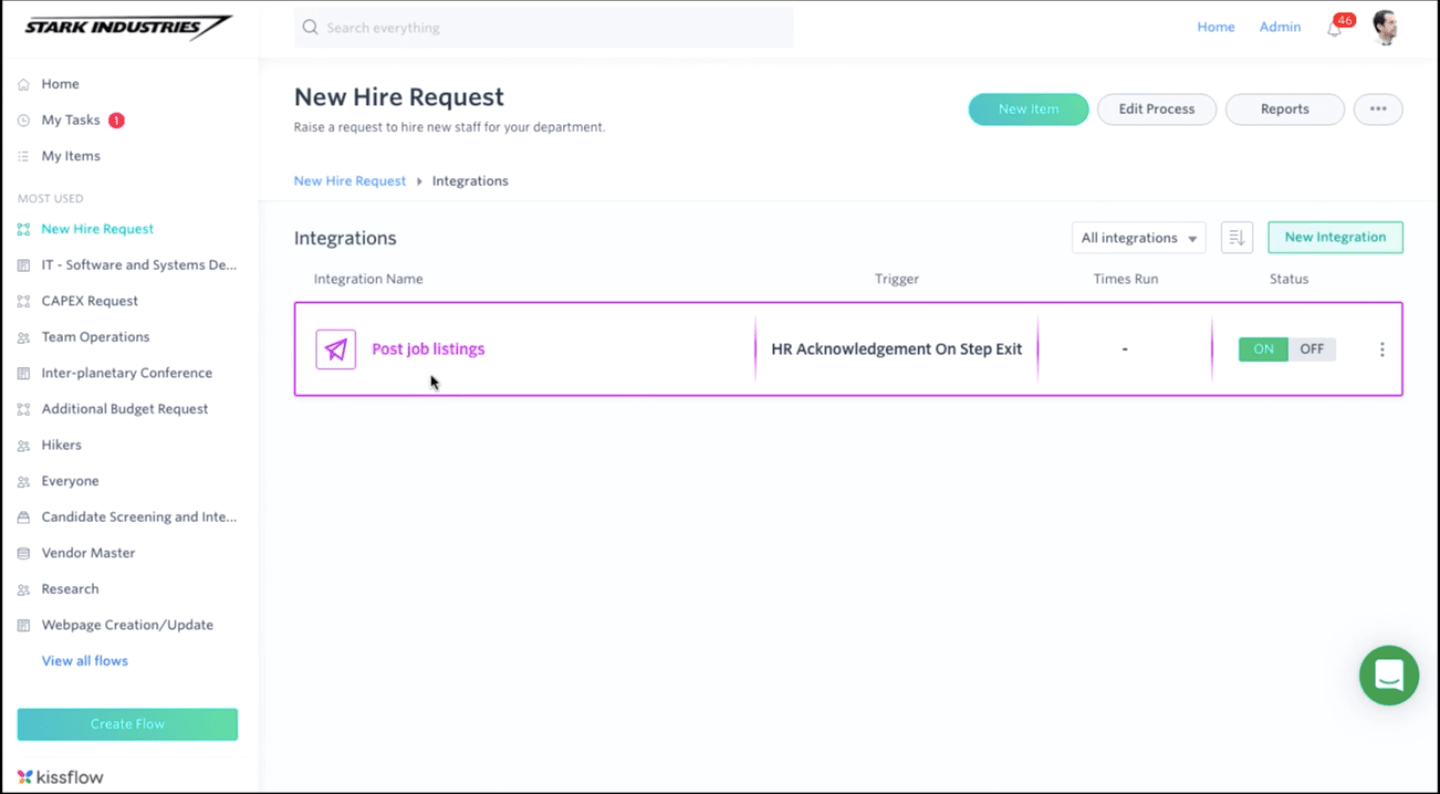 STARK INDUSTRIES
Search everything
Home
Admin
46
Home
My Tasks 1
My Items
MOST USED
New Hire Request
IT - Software and Systems De...
CAPEX Request
Team Operations
Inter-planetary Conference
Additional Budget Request
Hikers
Everyone
Candidate Screening and Inte...
Vendor Master
Research
Webpage Creation/Update
View all flows
Create Flow
kissflow
New Hire Request
Raise a request to hire new staff for your department.
New Item
Edit Process
Reports
New Hire Request Integrations
Integrations
All integrations
New Integration
Integration Name Trigger Times Run Status
Post job listings HR Acknowledgement On Step Exit - ON OFF